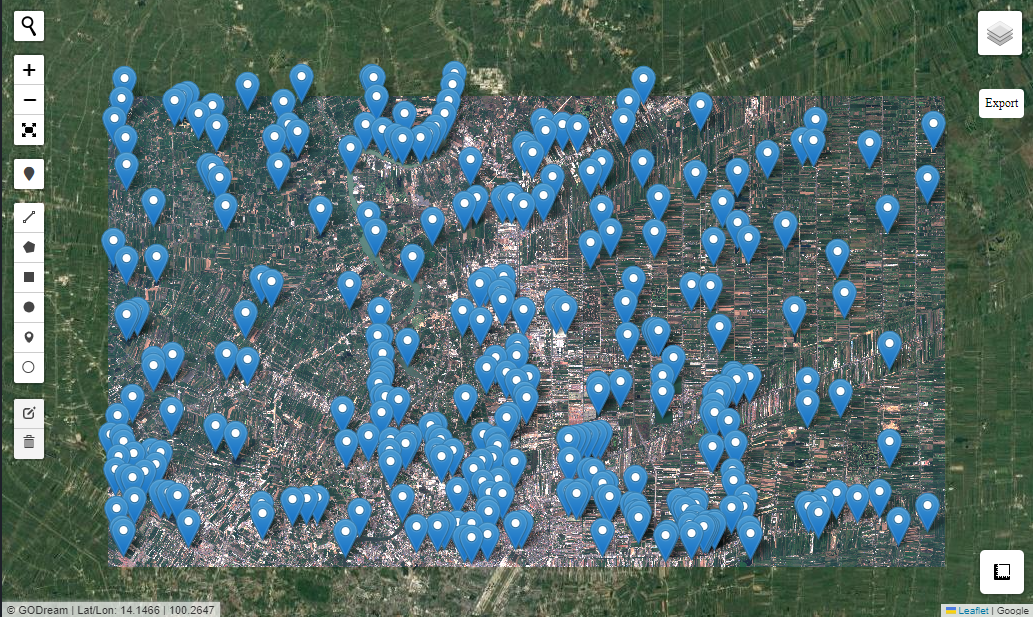 +
−
Export
© GODream | Lat/Lon: 14.1466 | 100.2647
Leaflet | Google